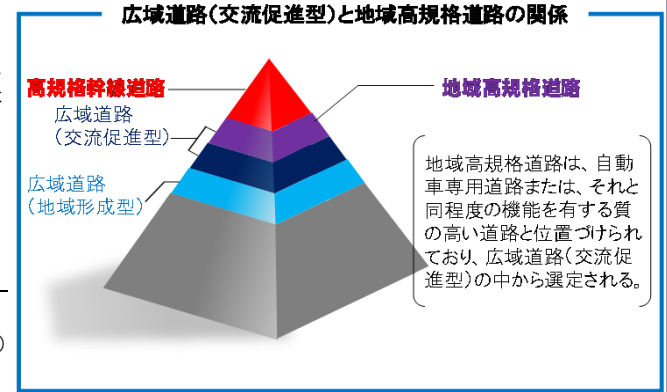 広域道路(交流促進型)と地域高規格道路の関係
高規格幹線道路
地域高規格道路
広域道路
(交流促進型)
広域道路
(地域形成型)
地域高規格道路は、自動
車専用道路または、それと
同程度の機能を有する質
の高い道路と位置づけられ
ており、広域道路(交流促
進型)の中から選定される。